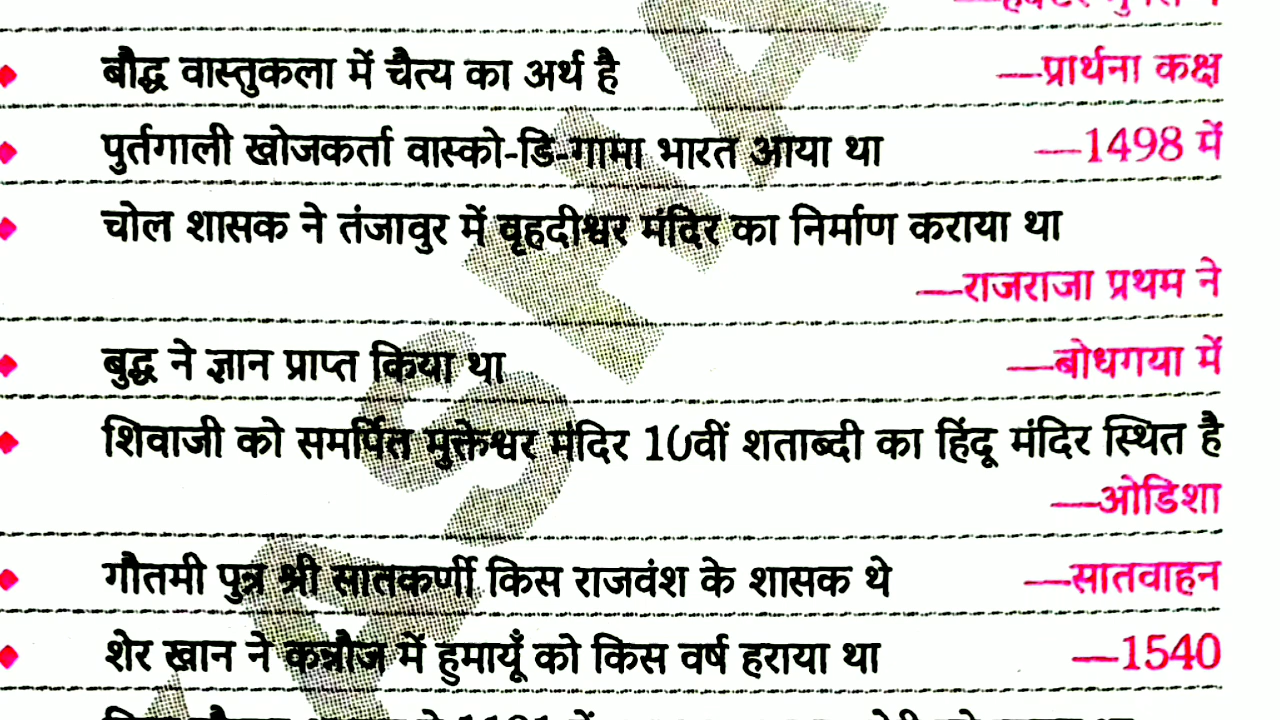 बौद्ध वास्तुकला में चैत्य का अर्थ है —प्रार्थना कक्ष
पुर्तगाली खोजकर्ता वास्को-डि-गामा भारत आया था —1498 में
चोल शासक ने तंजावुर में वृहदीश्वर मंदिर का निर्माण कराया था
—राजराजा प्रथम ने
बुद्ध ने ज्ञान प्राप्त किया था —बोधगया में
शिवाजी को समर्पित मुक्तेश्वर मंदिर 10वीं शताब्दी का हिंदू मंदिर स्थित है
—ओडिशा
गौतमी पुत्र श्री सातकर्णी किस राजवंश के शासक थे —सातवाहन
शेर खान ने कन्नौज में हुमायूँ को किस वर्ष हराया था —1540